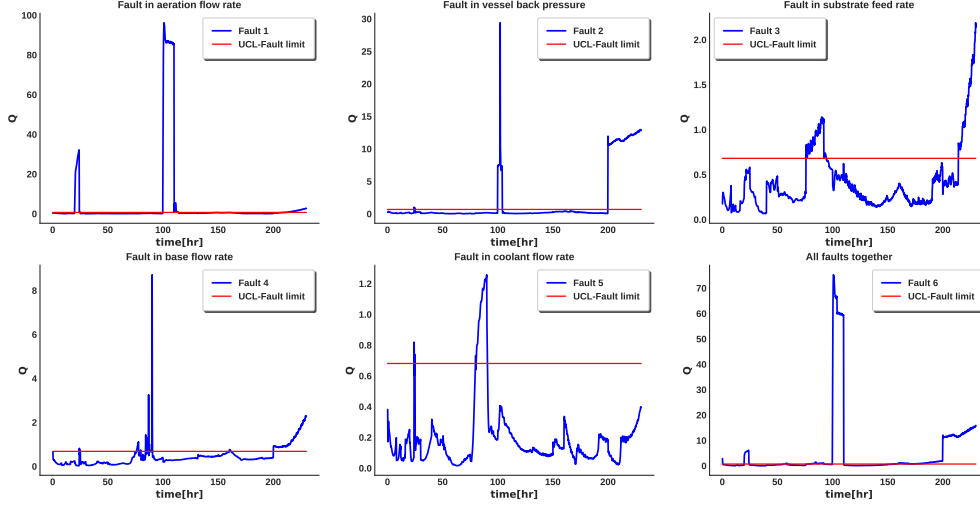 Fault in aeration flow rate
100
80
60
40
20
0
Q
0 50 100 150 200
time[hr]
Fault 1
UCL-Fault limit
Fault in vessel back pressure
30
25
20
15
10
5
0
Q
0 50 100 150 200
time[hr]
Fault 2
UCL-Fault limit
Fault in substrate feed rate
2.0
1.5
1.0
0.5
0.0
Q
0 50 100 150 200
time[hr]
Fault 3
UCL-Fault limit
Fault in base flow rate
8
6
4
2
0
Q
0 50 100 150 200
time[hr]
Fault 4
UCL-Fault limit
Fault in coolant flow rate
1.2
1.0
0.8
0.6
0.4
0.2
0.0
Q
0 50 100 150 200
time[hr]
Fault 5
UCL-Fault limit
All faults together
70
60
50
40
30
20
10
0
Q
0 50 100 150 200
time[hr]
Fault 6
UCL-Fault limit